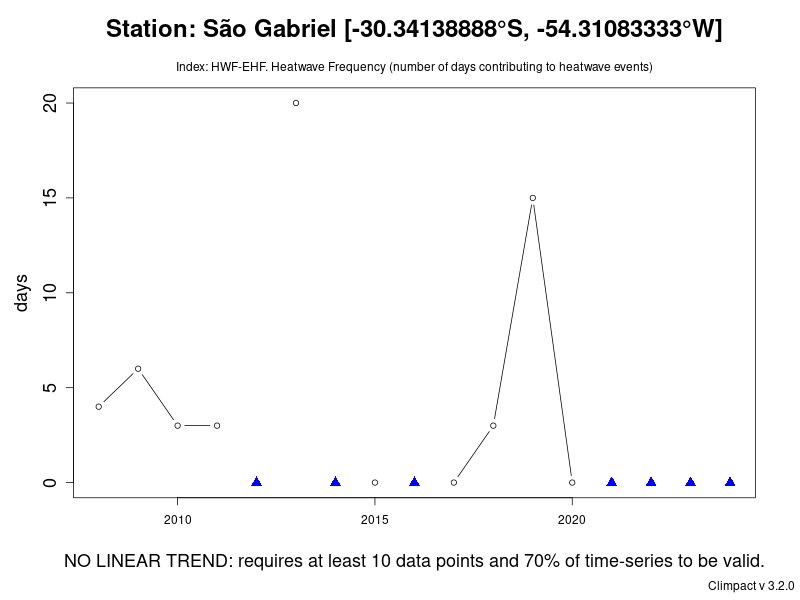 Station: São Gabriel [-30.34138888°S, -54.31083333°W]
Index: HWF-EHF. Heatwave Frequency (number of days contributing to heatwave events)
20
15
10
5
0
days
2010
2015
2020
NO LINEAR TREND: requires at least 10 data points and 70% of time-series to be valid.
Climpact v 3.2.0